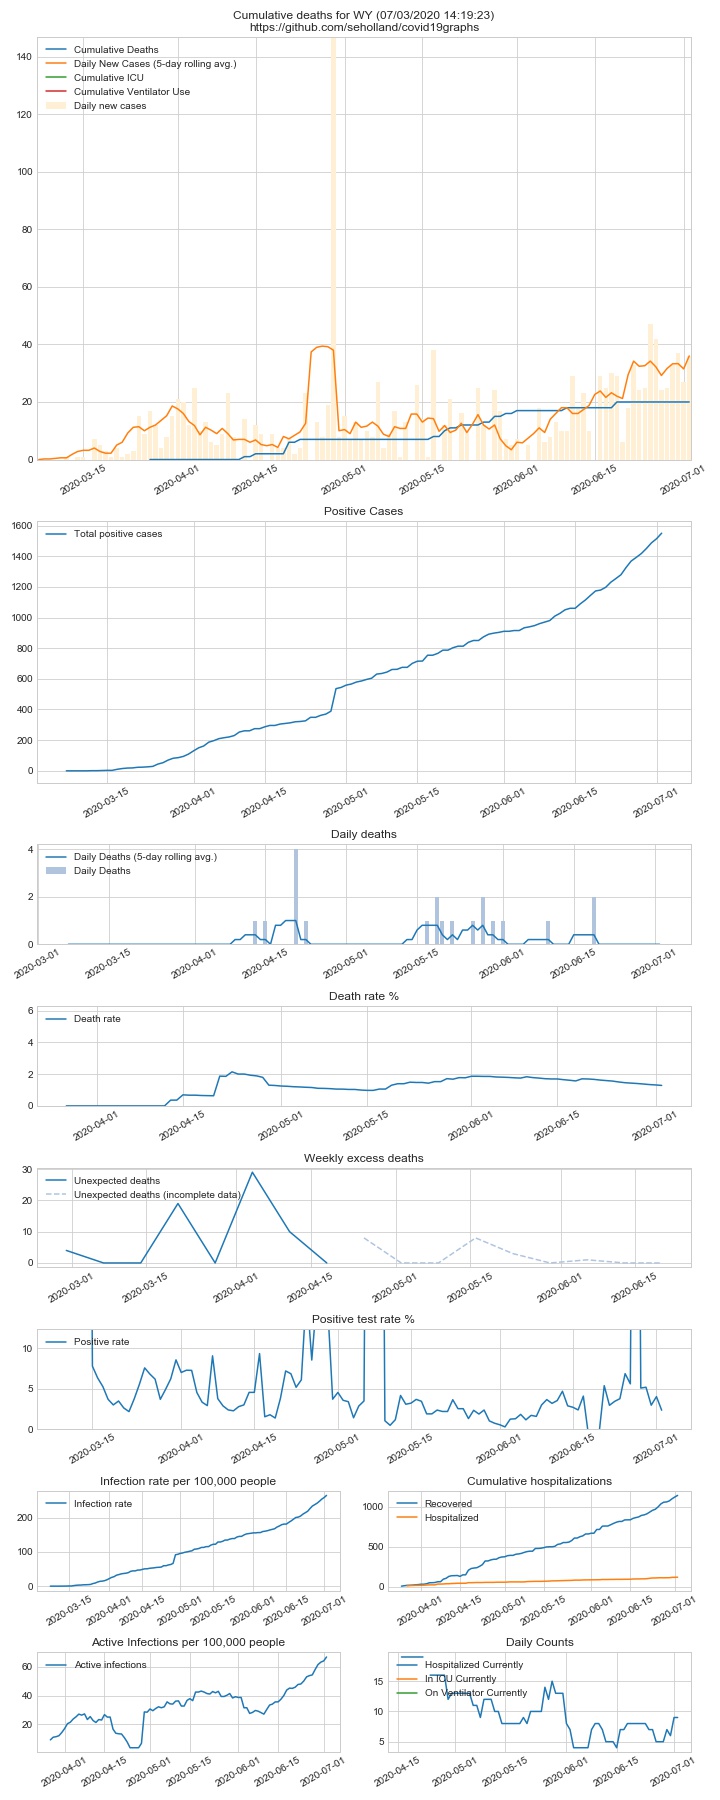 Cumulative deaths for WY (07/03/2020 14:19:23)
https://github.com/seholland/covid19graphs
Cumulative Deaths
Daily New Cases (5-day rolling avg.)
Cumulative ICU
Cumulative Ventilator Use
Daily new cases
140
120
100
80
60
40
20
0
2020-03-15 2020-04-01 2020-04-15 2020-05-01 2020-05-15 2020-06-01 2020-06-15 2020-07-01
Positive Cases
Total positive cases
1600
1400
1200
1000
800
600
400
200
0
2020-03-15 2020-04-01 2020-04-15 2020-05-01 2020-05-15 2020-06-01 2020-06-15 2020-07-01
Daily deaths
Daily Deaths (5-day rolling avg.)
Daily Deaths
4
2
0
2020-03-01 2020-03-15 2020-04-01 2020-04-15 2020-05-01 2020-05-15 2020-06-01 2020-06-15 2020-07-01
Death rate %
Death rate
6
4
2
0
2020-04-01 2020-04-15 2020-05-01 2020-05-15 2020-06-01 2020-06-15 2020-07-01
Weekly excess deaths
Unexpected deaths
Unexpected deaths (incomplete data)
30
20
10
0
2020-03-01 2020-03-15 2020-04-01 2020-04-15 2020-05-01 2020-05-15 2020-06-01 2020-06-15
Positive test rate %
Positive rate
10
5
0
2020-03-15 2020-04-01 2020-04-15 2020-05-01 2020-05-15 2020-06-01 2020-06-15 2020-07-01
Infection rate per 100,000 people
Infection rate
200
100
0
2020-03-15 2020-04-01 2020-04-15 2020-05-01 2020-05-15 2020-06-01 2020-06-15 2020-07-01
Cumulative hospitalizations
Recovered
Hospitalized
1000
500
0
2020-04-01 2020-04-15 2020-05-01 2020-05-15 2020-06-01 2020-06-15 2020-07-01
Active Infections per 100,000 people
Active infections
60
40
20
2020-04-01 2020-04-15 2020-05-01 2020-05-15 2020-06-01 2020-06-15 2020-07-01
Daily Counts
Hospitalized Currently
In ICU Currently
On Ventilator Currently
15
10
5
2020-04-15 2020-05-01 2020-05-15 2020-06-01 2020-06-15 2020-07-01